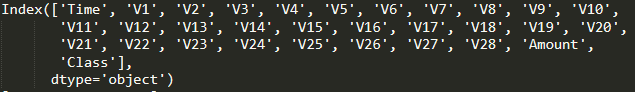 Index(['Time', 'V1', 'V2', 'V3', 'V4', 'V5', 'V6', 'V7', 'V8', 'V9', 'V10',
'V11', 'V12', 'V13', 'V14', 'V15', 'V16', 'V17', 'V18', 'V19', 'V20',
'V21', 'V22', 'V23', 'V24', 'V25', 'V26', 'V27', 'V28', 'Amount',
'Class'],
dtype='object')